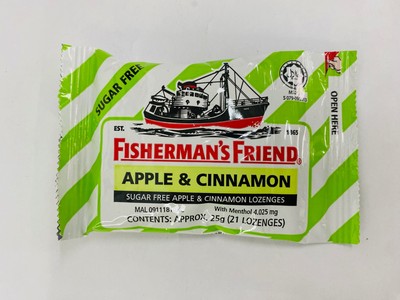 SUGAR FREE
OPEN HERE
EST. 1865
FISHERMAN'S FRIEND®
APPLE & CINNAMON
SUGAR FREE APPLE & CINNAMON LOZENGES
With Menthol 4,025 mg
CONTENTS: APPROX. 25g (21 LOZENGES)